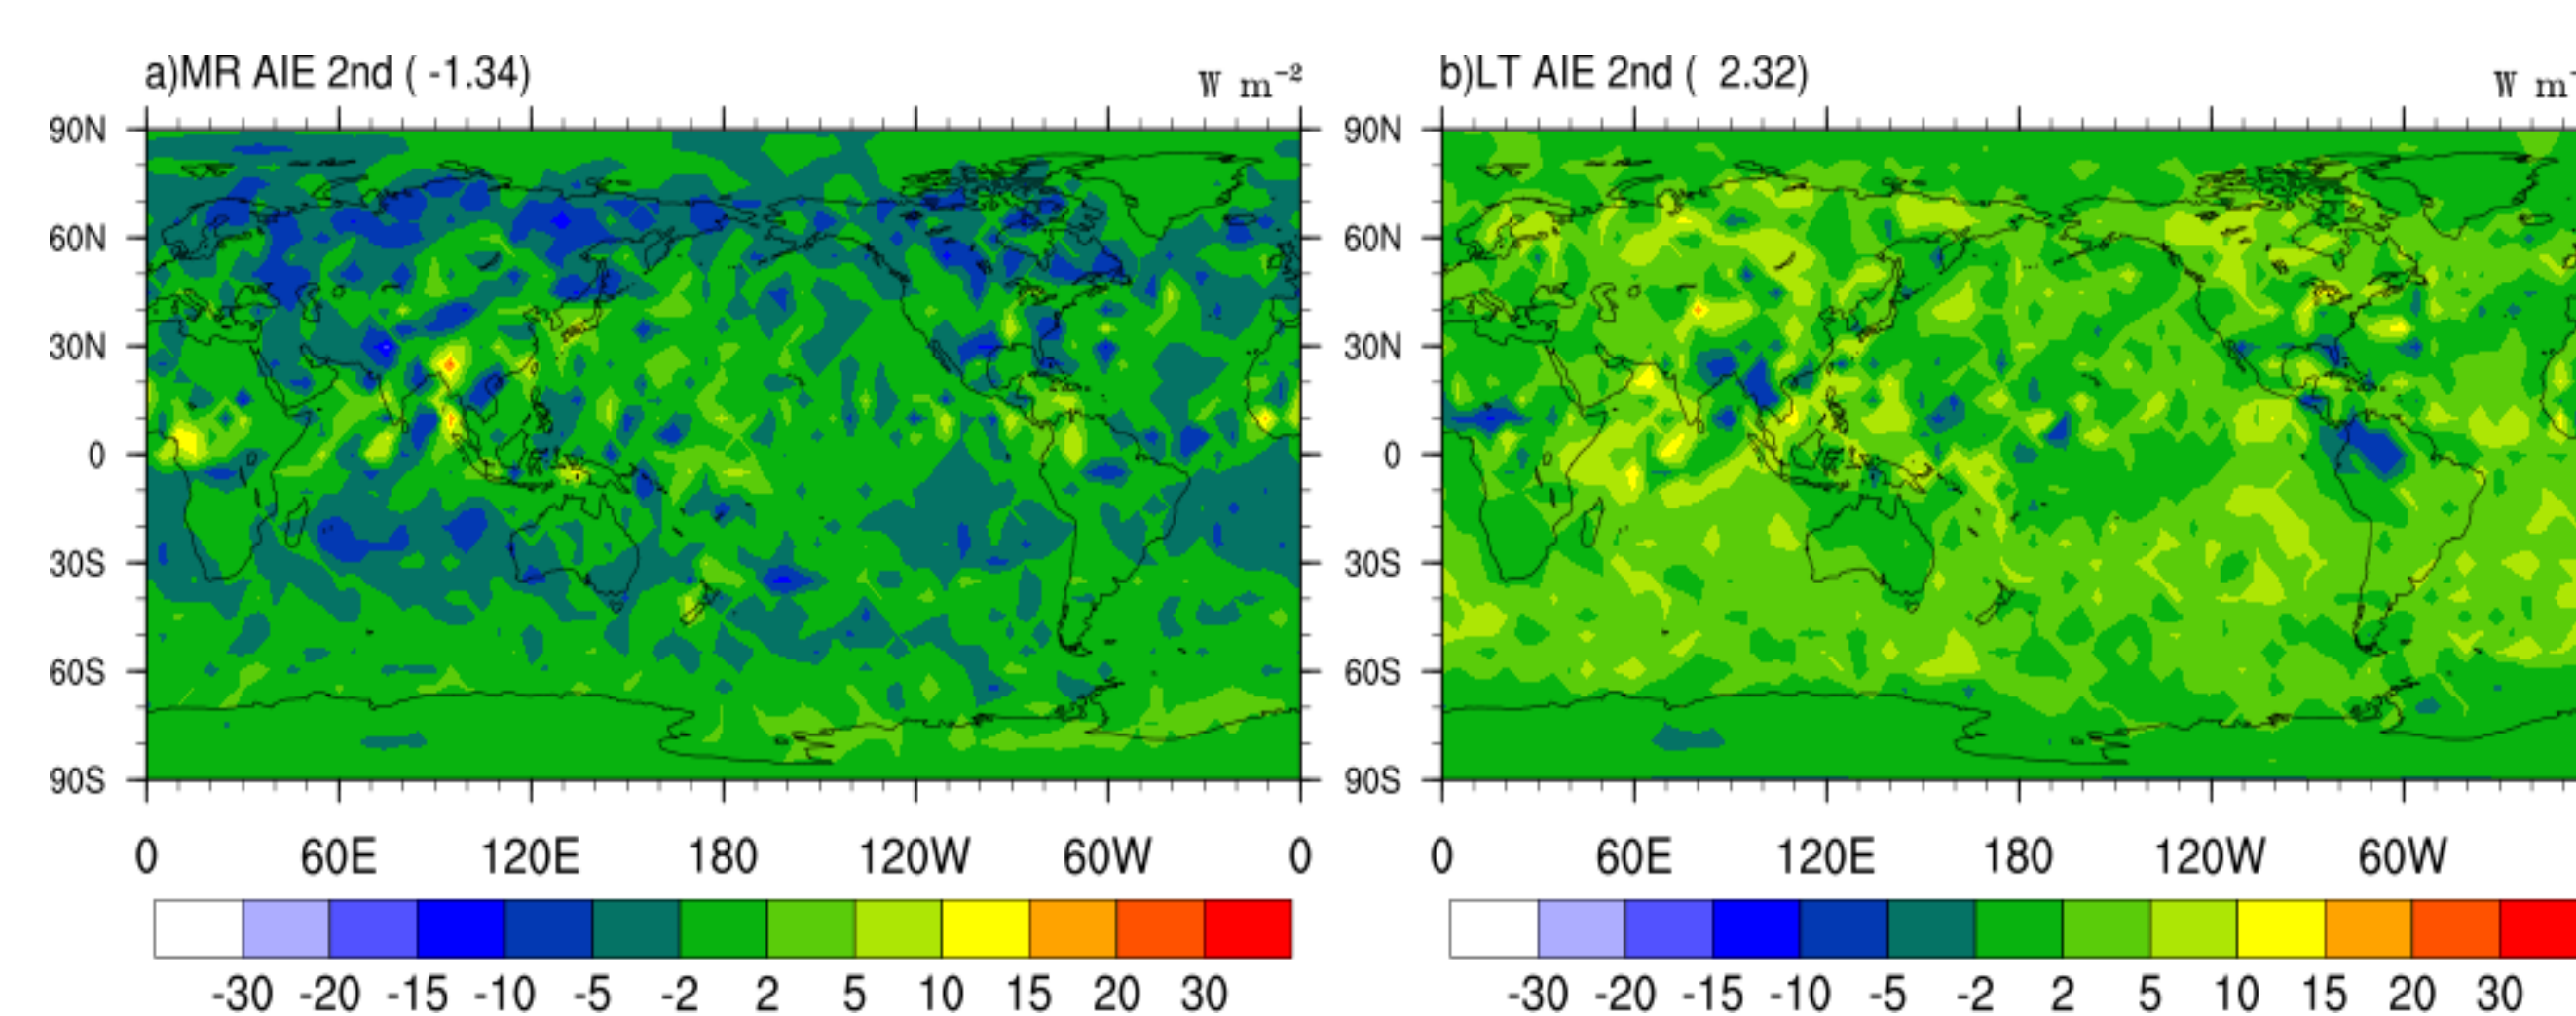 a)MR AIE 2nd ( -1.34)
W m⁻²
90N
60N
30N
0
30S
60S
90S
0 60E 120E 180 120W 60W 0
-30 -20 -15 -10 -5 -2 2 5 10 15 20 30
b)LT AIE 2nd ( 2.32)
W m⁻
90N
60N
30N
0
30S
60S
90S
0 60E 120E 180 120W 60W
-30 -20 -15 -10 -5 -2 2 5 10 15 20 30